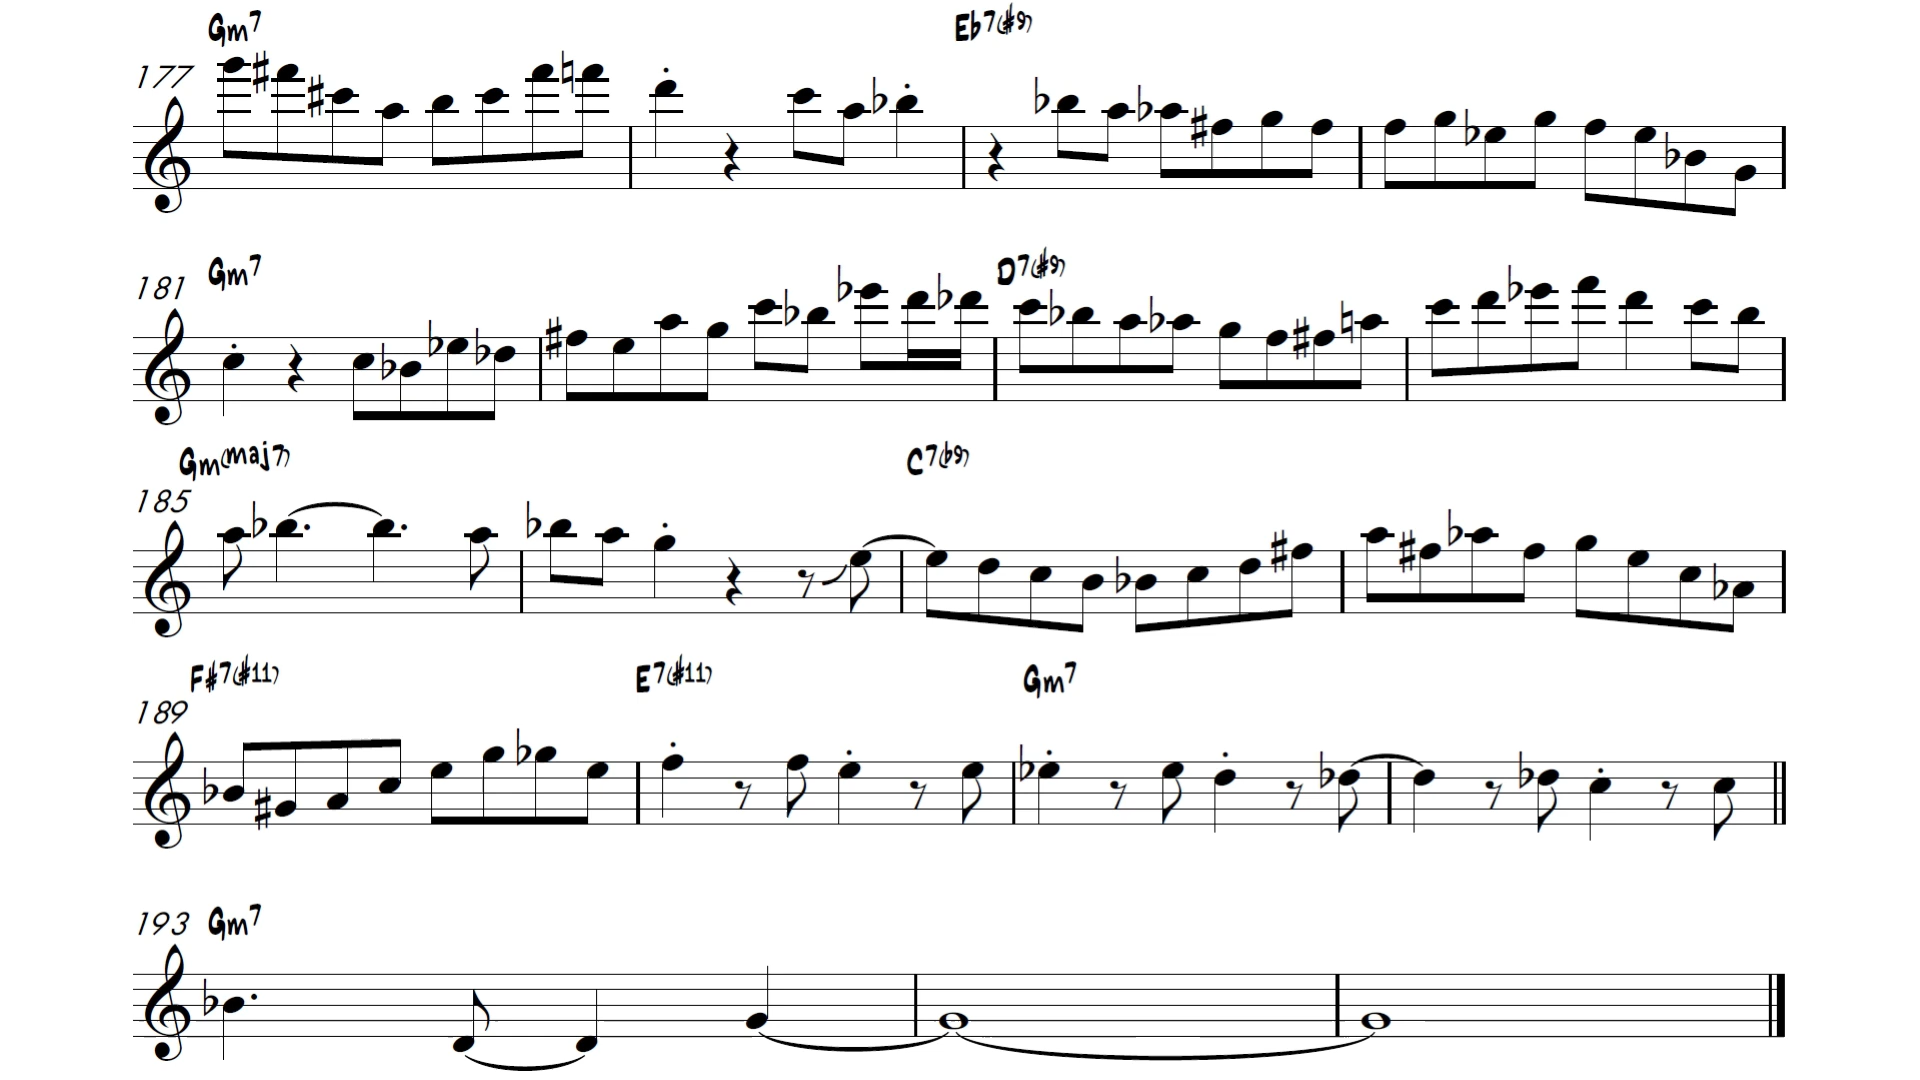 Gm7 Eb7(#9)
177
Gm7 D7(#9)
181
Gm(maj7) C7(b9)
185
F#7(#11) E7(#11) Gm7
189
193 Gm7